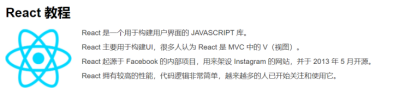 React 教程
React 是一个用于构建用户界面的 JAVASCRIPT 库。
React 主要用于构建UI，很多人认为 React 是 MVC 中的 V（视图）。
React 起源于 Facebook 的内部项目，用来架设 Instagram 的网站，并于 2013 年 5 月开源。
React 拥有较高的性能，代码逻辑非常简单，越来越多的人已开始关注和使用它。